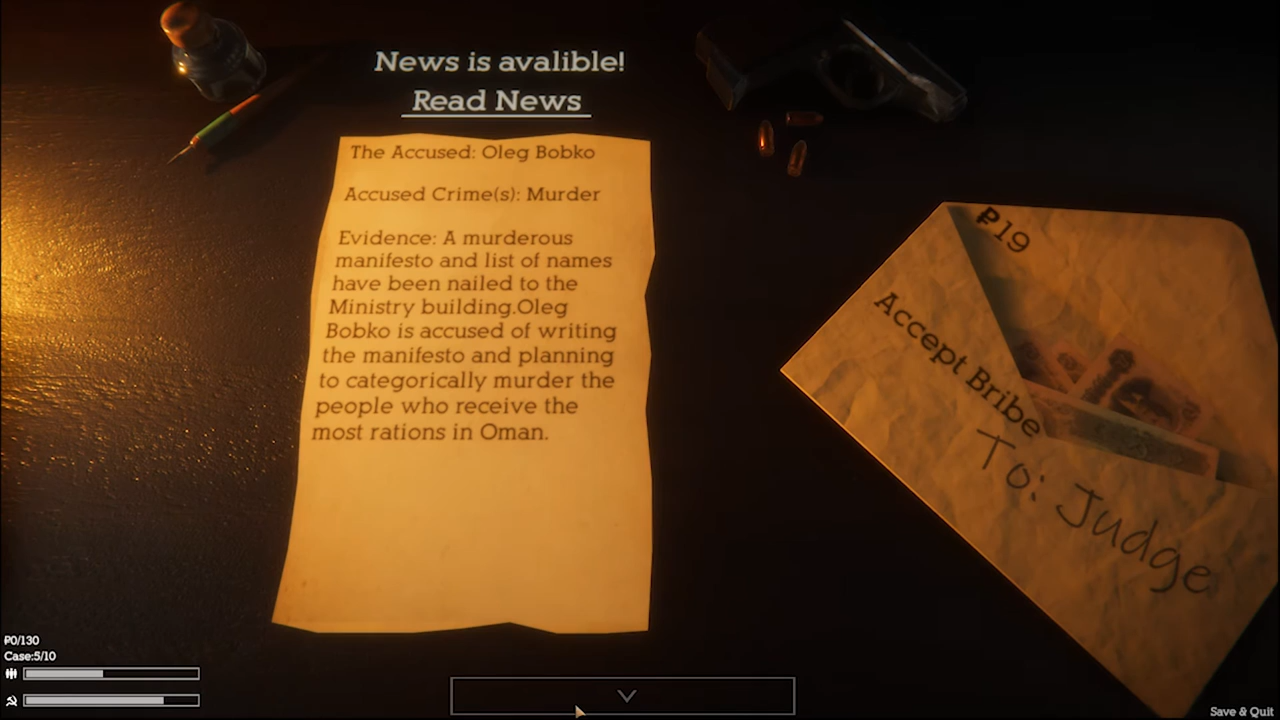 News is avalible!
Read News
The Accused: Oleg Bobko
Accused Crime(s): Murder
Evidence: A murderous
manifesto and list of names
have been nailed to the
Ministry building.Oleg
Bobko is accused of writing
the manifesto and planning
to categorically murder the
people who receive the
most rations in Oman.
₽19
Accept Bribe
To: Judge
₽0/130
Case:5/10
Save & Quit